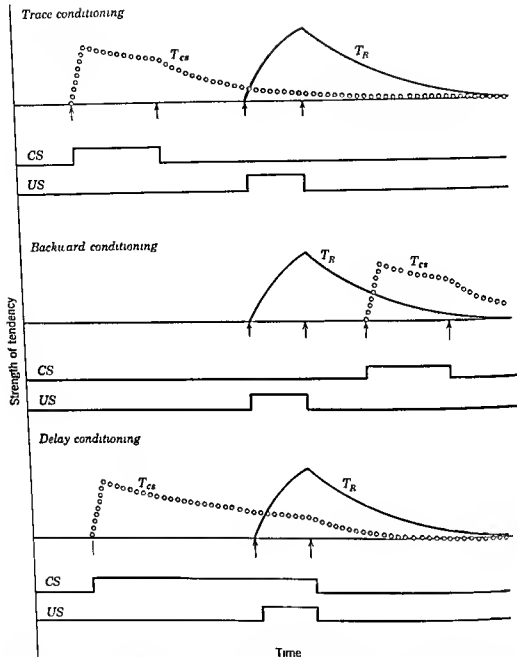 Trace conditioning
Tcs
TR
CS
US
Backward conditioning
TR
Tcs
CS
US
Delay conditioning
Tcs
TR
CS
US
Strength of tendency
Time